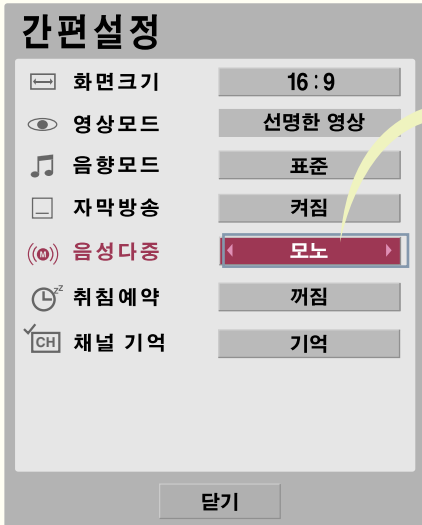 간편설정
화면크기 16:9
영상모드 선명한 영상
음향모드 표준
자막방송 켜짐
((M)) 음성다중 모노
zz 취침예약 꺼짐
CH 채널 기억 기억
닫기